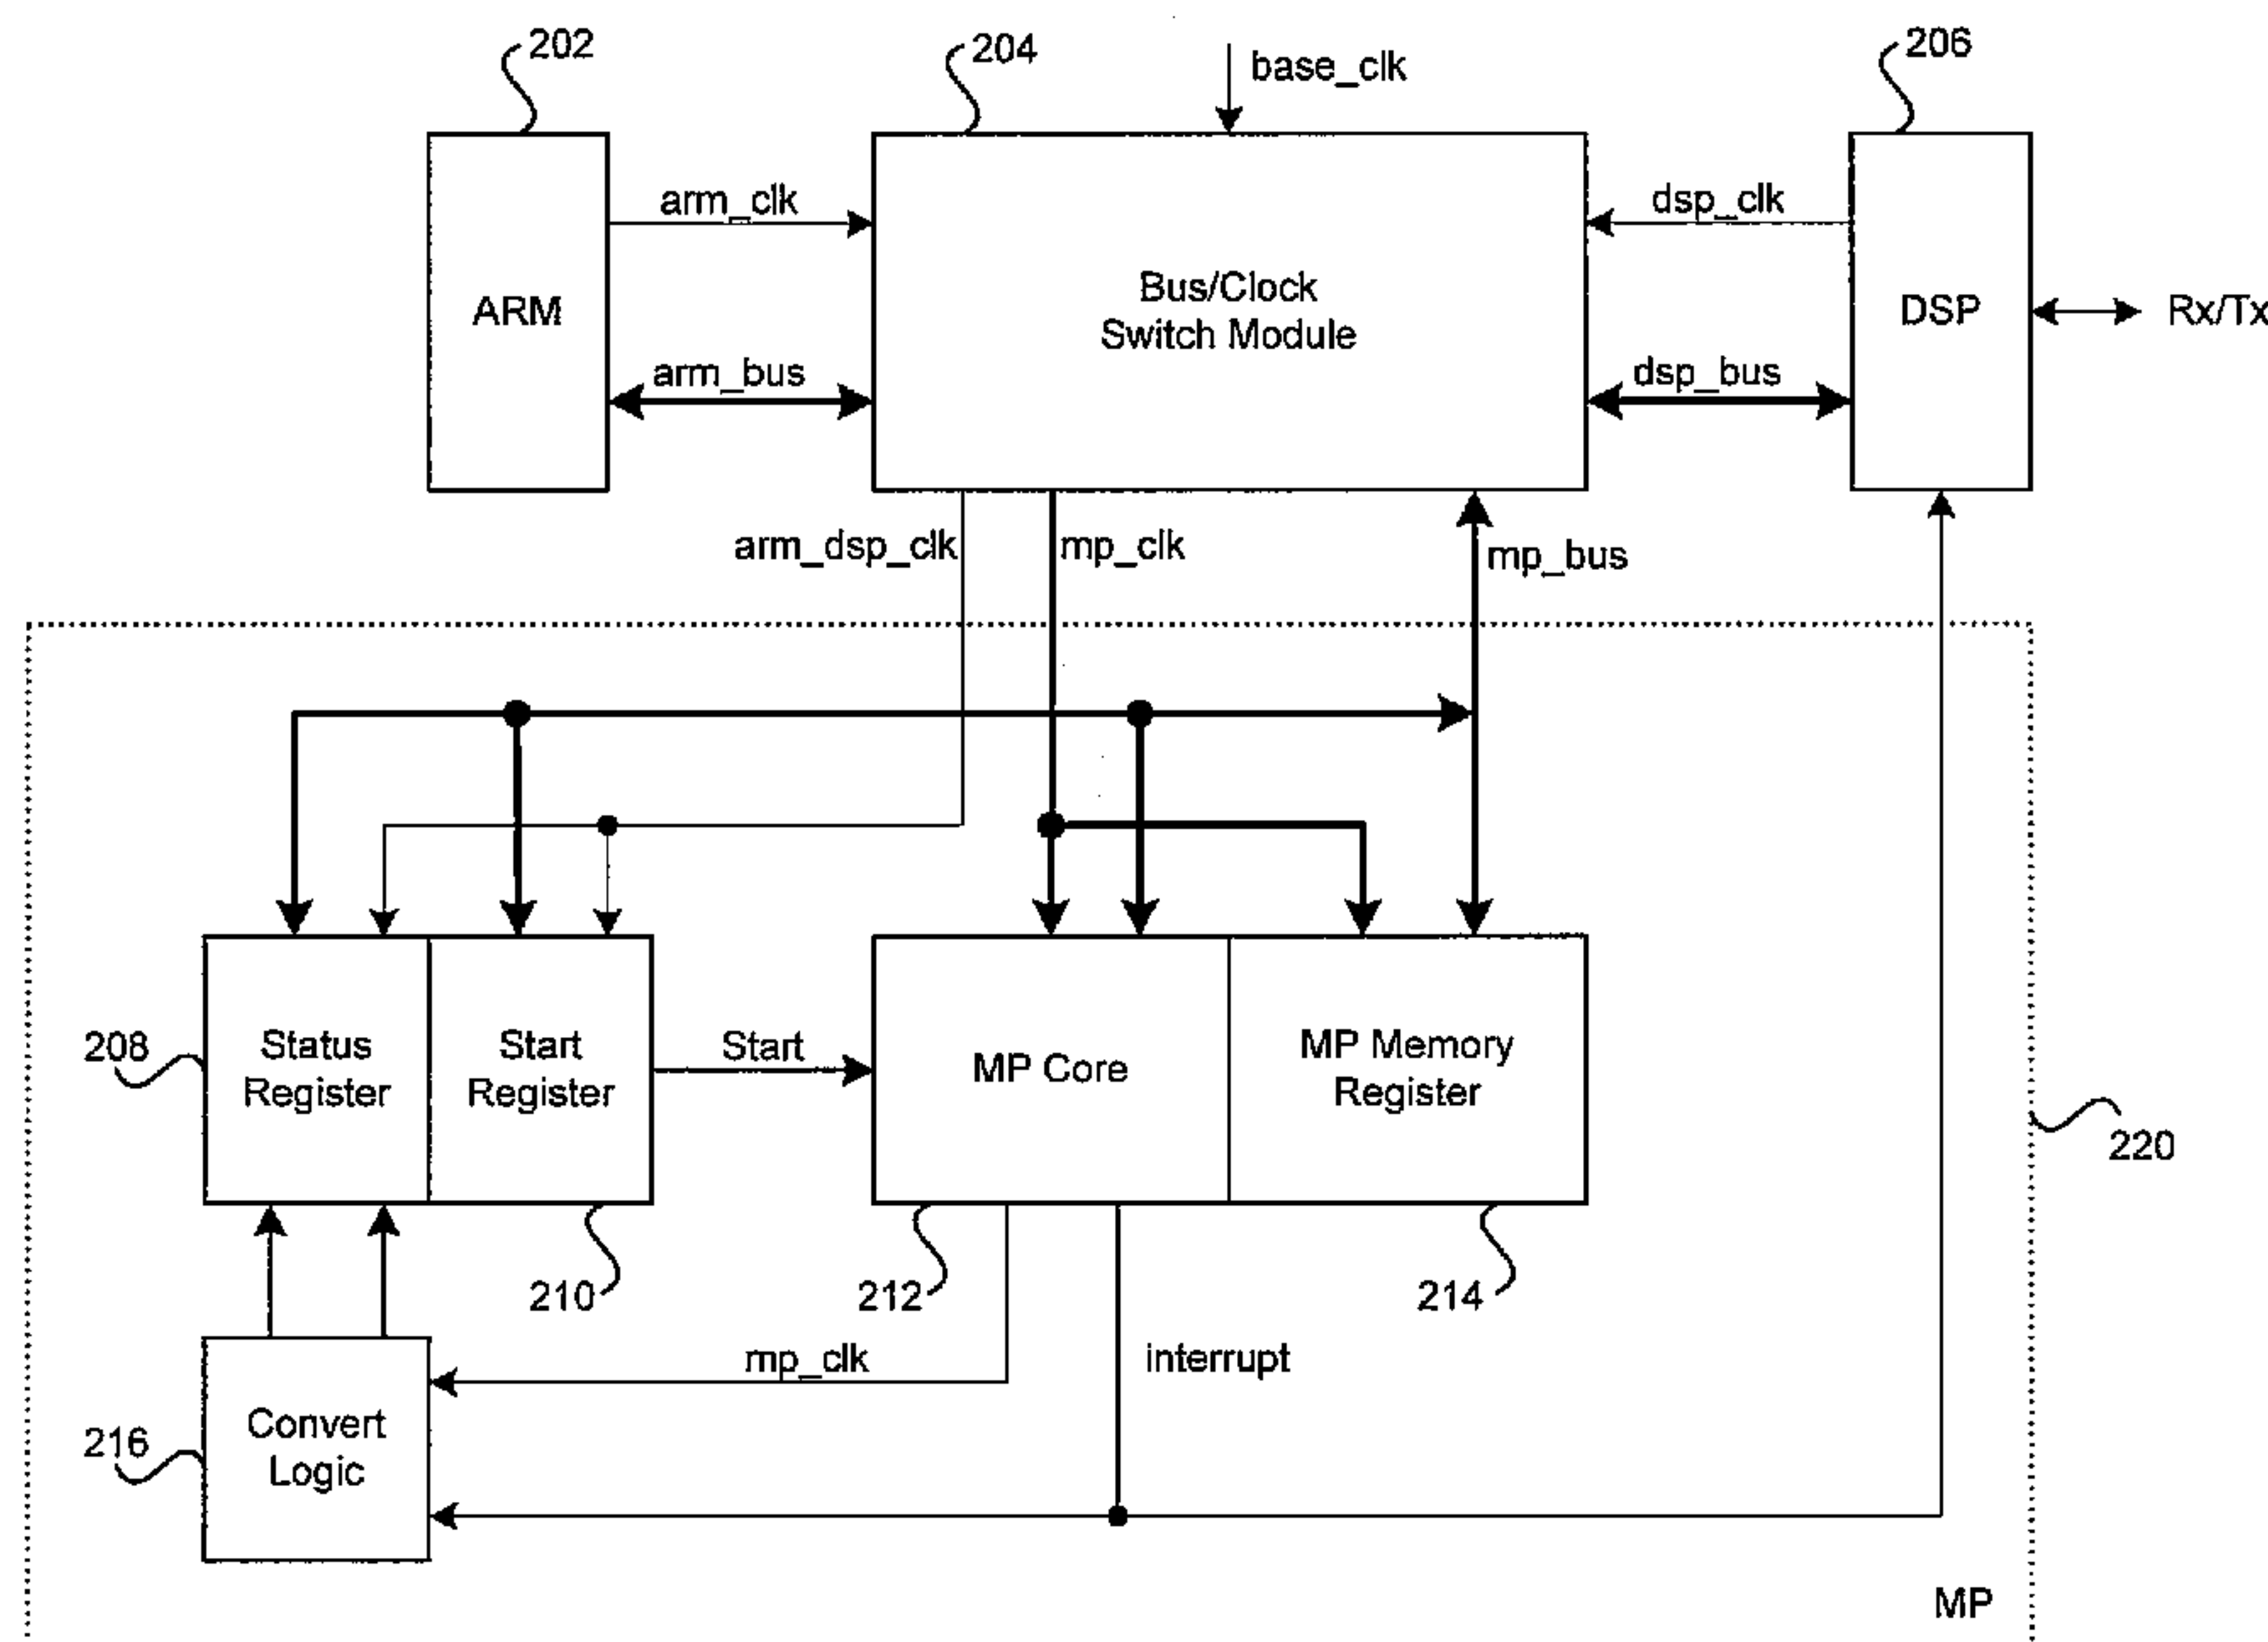 202
204
base_clk
206
arm_clk
dsp_clk
ARM
Bus/Clock
Switch Module
DSP
Rx/Tx
arm_bus
dsp_bus
arm_dsp_clk
mp_clk
mp_bus
208
Status
Register
Start
Register
Start
MP Core
MP Memory
Register
220
210
212
214
mp_clk
interrupt
216
Convert
Logic
MP